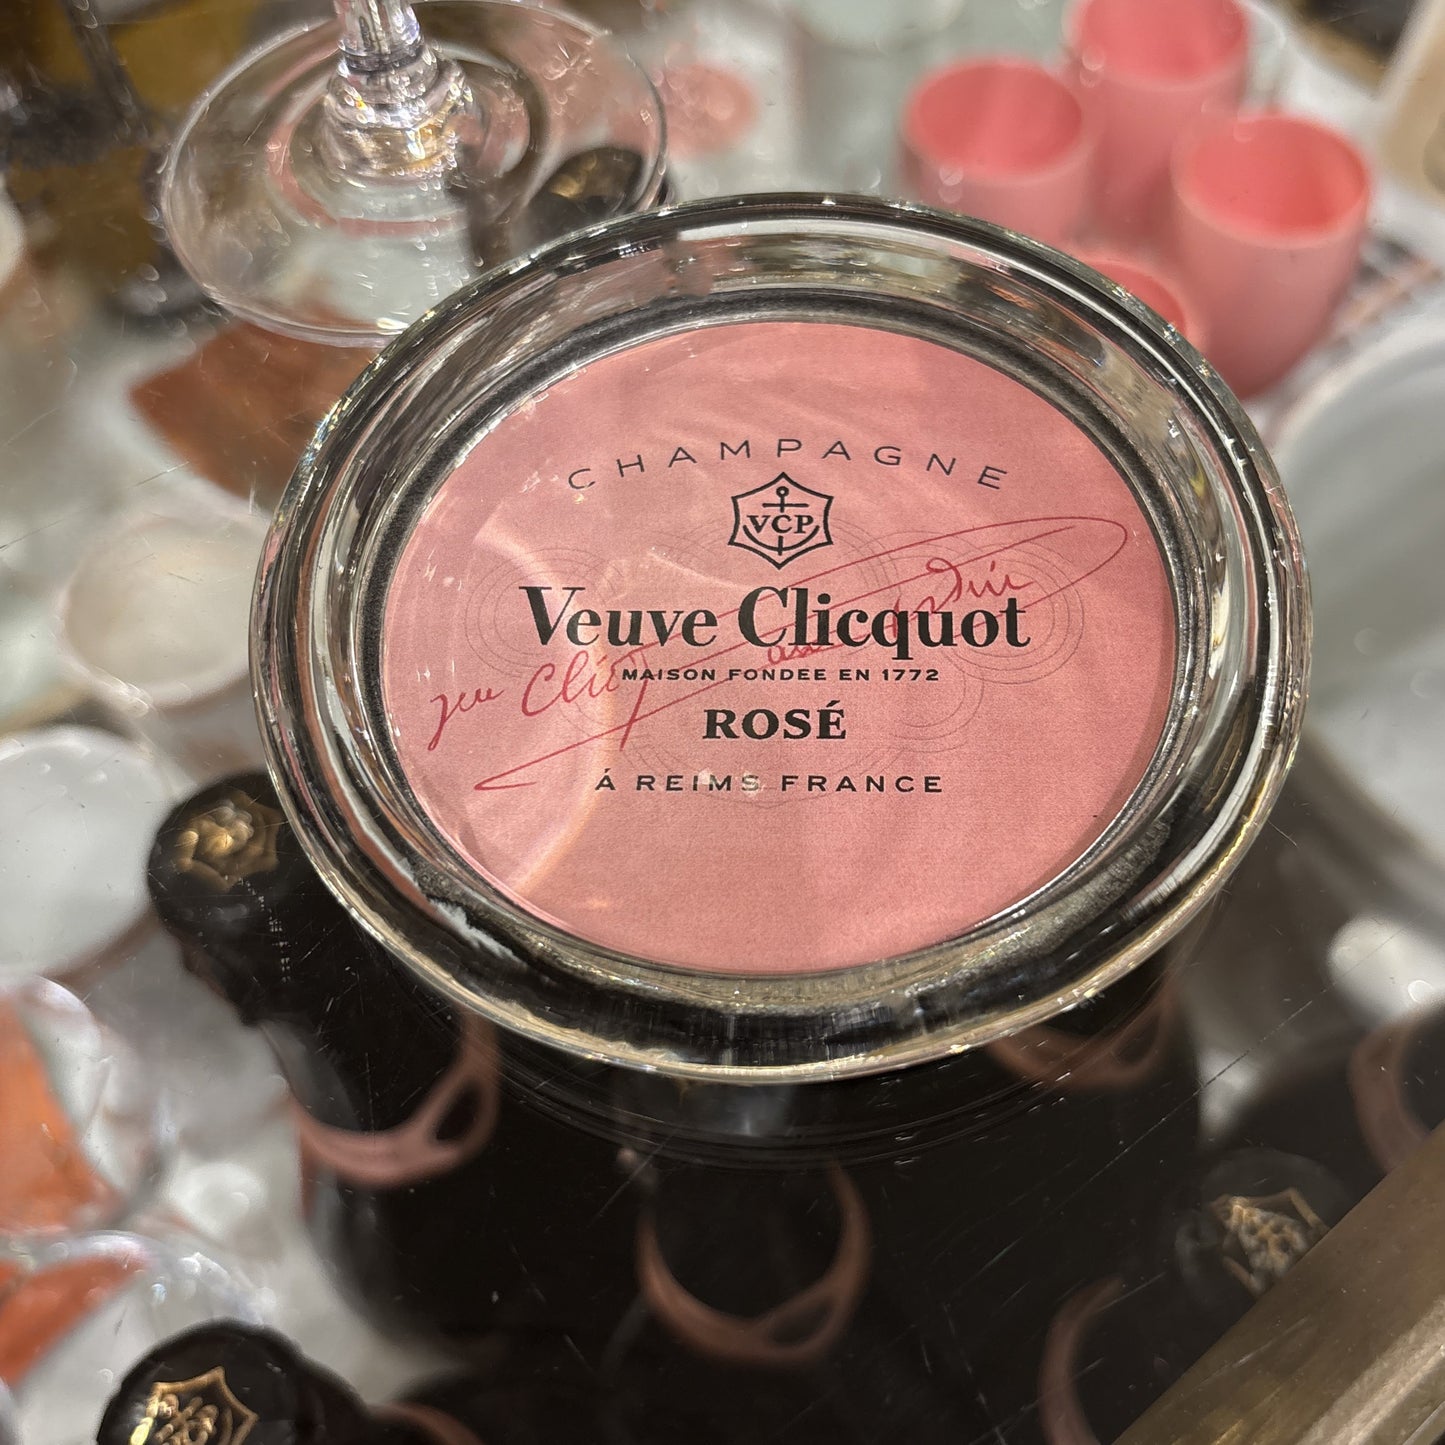 CHAMPAGNE
VCP
Veuve Clicquot
MAISON FONDEE EN 1772
ROSÉ
Á REIMS FRANCE